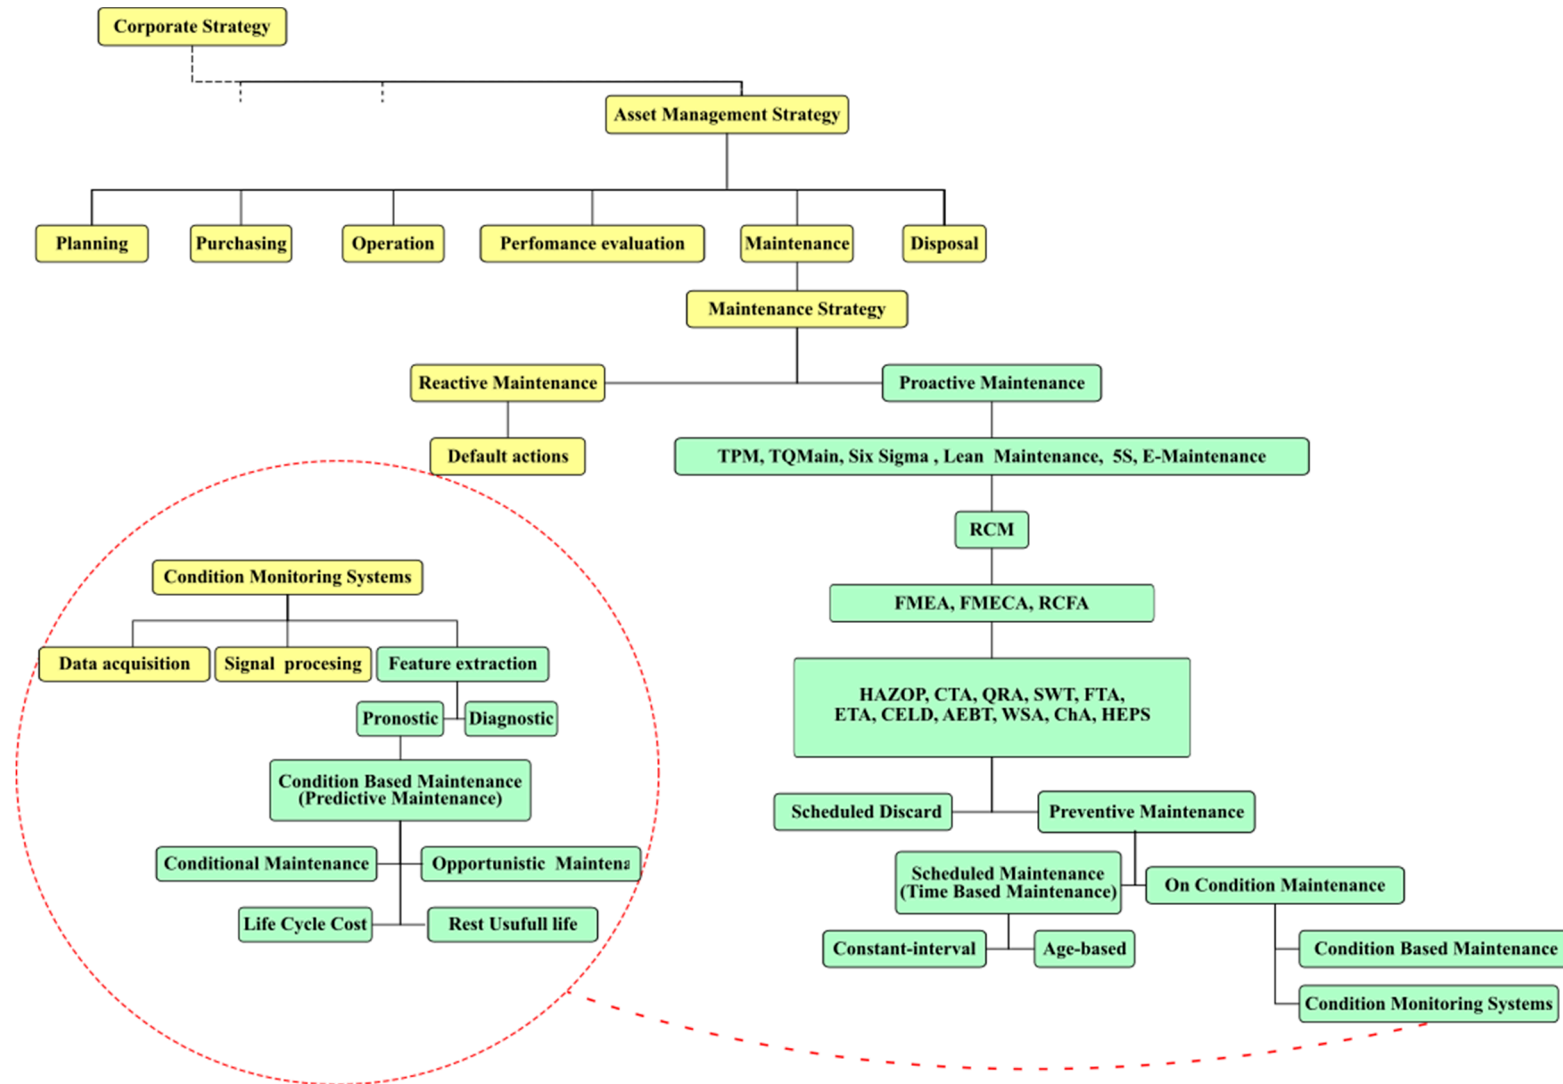 Corporate Strategy
Asset Management Strategy
Planning
Purchasing
Operation
Perfomance evaluation
Maintenance
Disposal
Maintenance Strategy
Reactive Maintenance
Proactive Maintenance
Default actions
TPM, TQMain, Six Sigma , Lean Maintenance, 5S, E-Maintenance
RCM
FMEA, FMECA, RCFA
HAZOP, CTA, QRA, SWT, FTA,
ETA, CELD, AEBT, WSA, ChA, HEPS
Scheduled Discard
Preventive Maintenance
Scheduled Maintenance
(Time Based Maintenance)
On Condition Maintenance
Constant-interval
Age-based
Condition Based Maintenance
Condition Monitoring Systems
Condition Monitoring Systems
Data acquisition
Signal procesing
Feature extraction
Pronostic
Diagnostic
Condition Based Maintenance
(Predictive Maintenance)
Conditional Maintenance
Opportunistic Maintena
Life Cycle Cost
Rest Usufull life